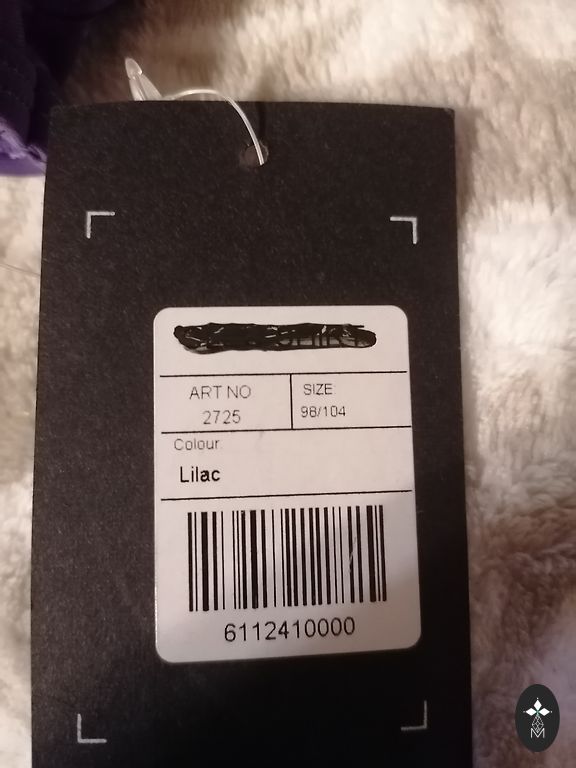 ART NO
SIZE
2725
98/104
Colour
Lilac
6112410000
M